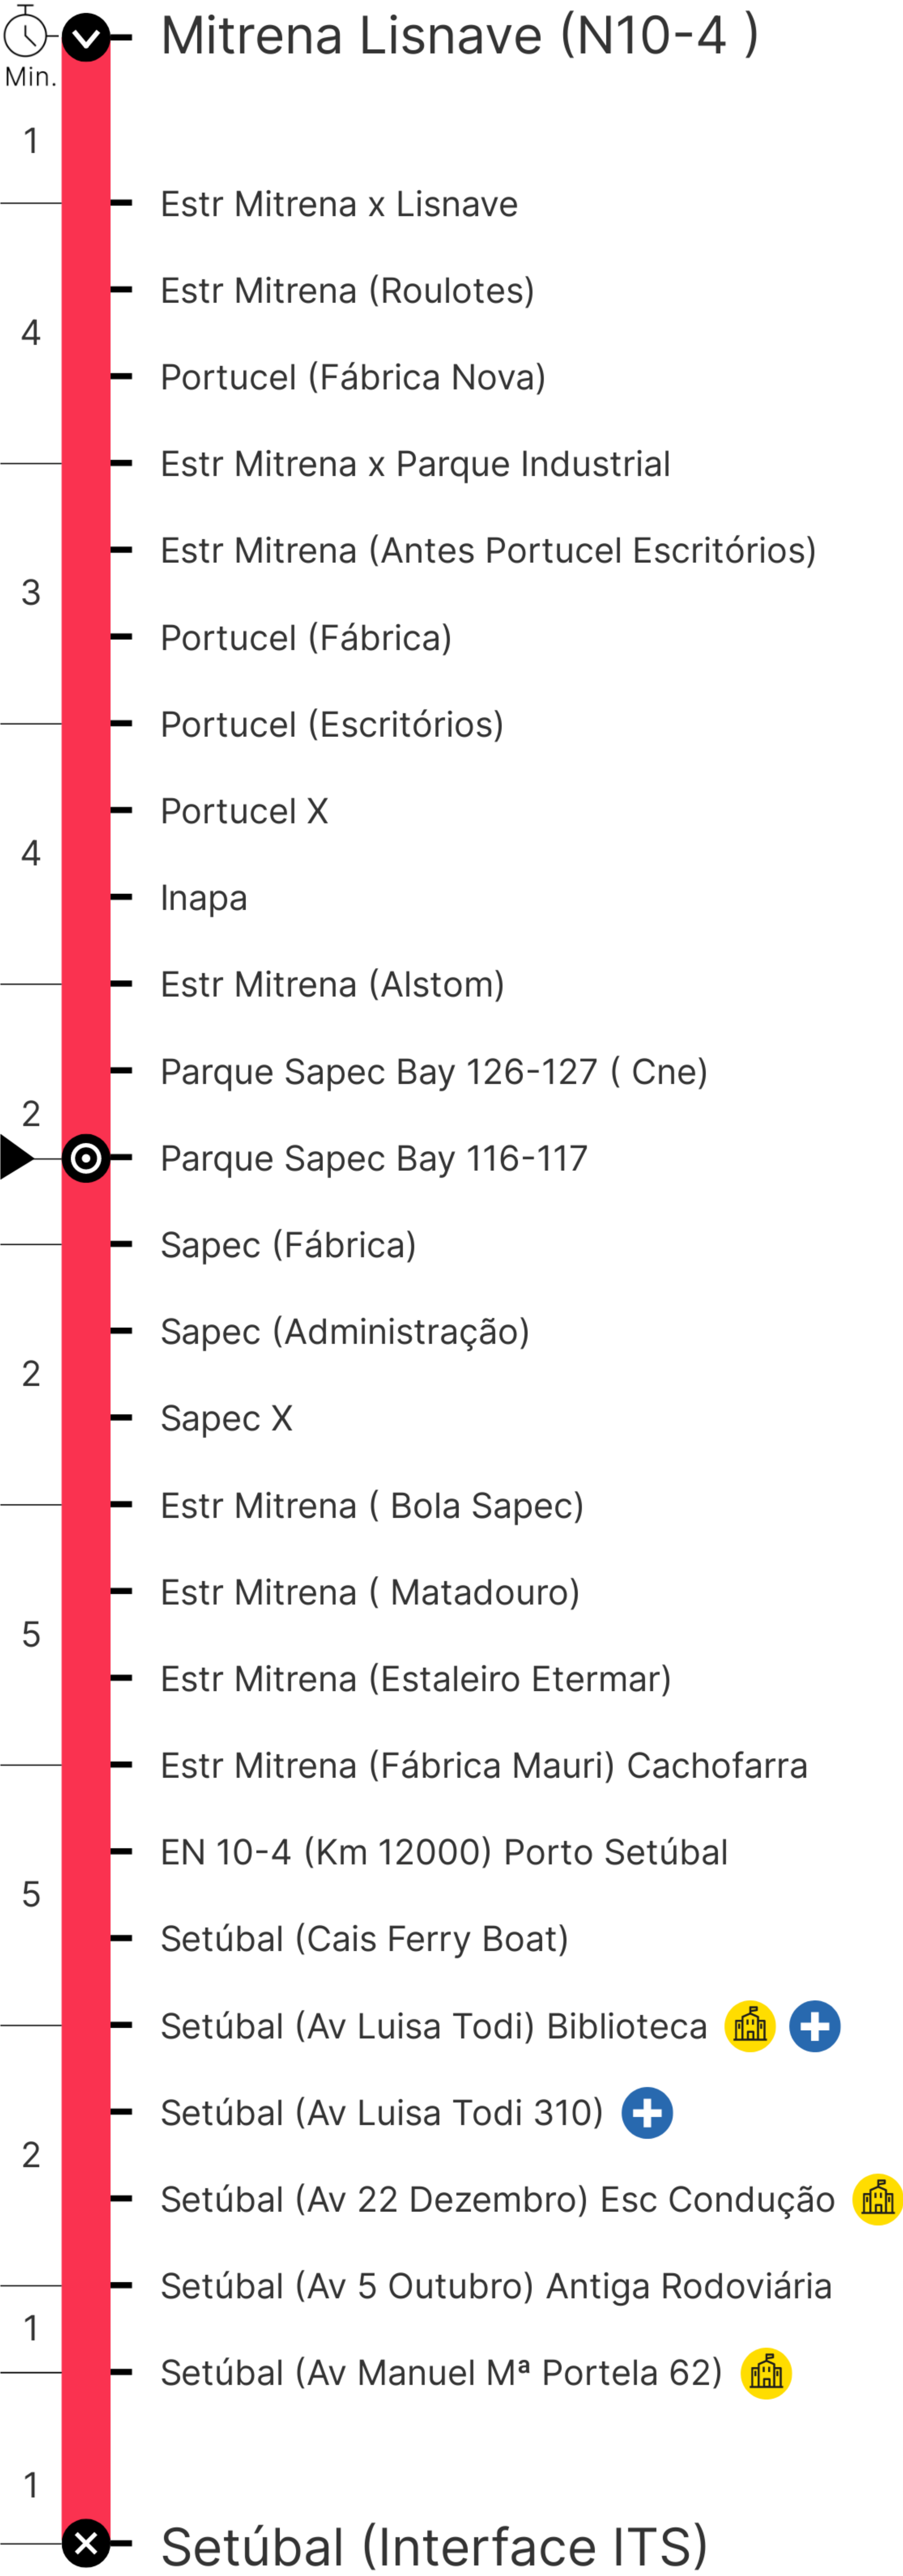 Mitrena Lisnave (N10-4 )
Min.
1
Estr Mitrena x Lisnave
Estr Mitrena (Roulotes)
4
Portucel (Fábrica Nova)
Estr Mitrena x Parque Industrial
Estr Mitrena (Antes Portucel Escritórios)
3
Portucel (Fábrica)
Portucel (Escritórios)
Portucel X
4
Inapa
Estr Mitrena (Alstom)
Parque Sapec Bay 126-127 ( Cne)
2
Parque Sapec Bay 116-117
Sapec (Fábrica)
Sapec (Administração)
2
Sapec X
Estr Mitrena ( Bola Sapec)
Estr Mitrena ( Matadouro)
5
Estr Mitrena (Estaleiro Etermar)
Estr Mitrena (Fábrica Mauri) Cachofarra
EN 10-4 (Km 12000) Porto Setúbal
5
Setúbal (Cais Ferry Boat)
Setúbal (Av Luisa Todi) Biblioteca
Setúbal (Av Luisa Todi 310)
2
Setúbal (Av 22 Dezembro) Esc Condução
Setúbal (Av 5 Outubro) Antiga Rodoviária
1
Setúbal (Av Manuel Mª Portela 62)
1
Setúbal (Interface ITS)